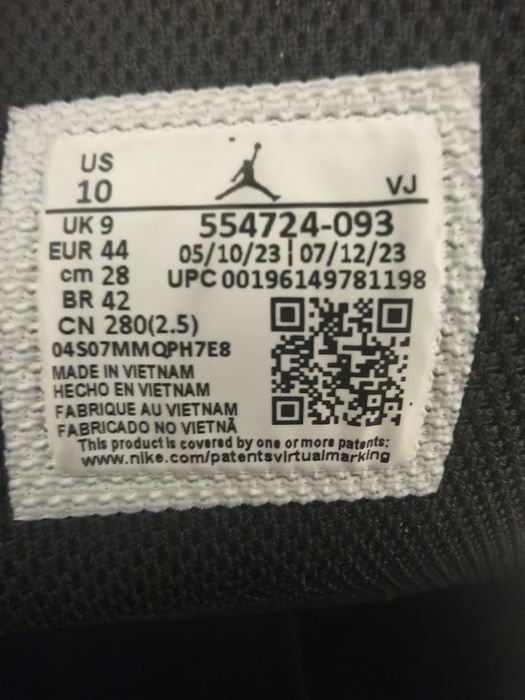 US
10
VJ
UK 9
554724-093
EUR 44
05/10/23 | 07/12/23
cm 28
UPC 00196149781198
BR 42
CN 280(2.5)
04S07MMQPH7E8
MADE IN VIETNAM
HECHO EN VIETNAM
FABRIQUE AU VIETNAM
FABRICADO NO VIETNÃ
This product is covered by one or more patents:
www.nike.com/patentsvirtualmarking